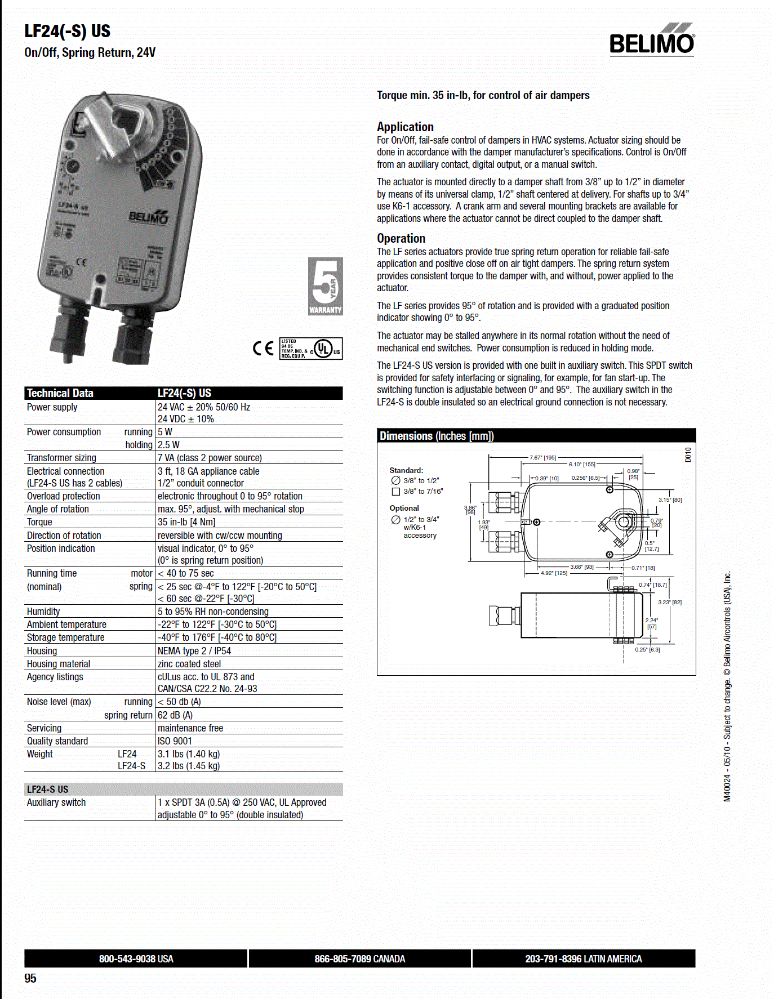 LF24(-S) US
On/Off, Spring Return, 24V
BELIMO®
LF24-S US
BELIMO
CE
5
YEAR
WARRANTY
CE
LISTED
94 D5
TEMP. IND. &
REG. EQUIP.
C UL US
Technical Data LF24(-S) US
Power supply 24 VAC ± 20% 50/60 Hz
24 VDC ± 10%
Power consumption running 5 W
holding 2.5 W
Transformer sizing 7 VA (class 2 power source)
Electrical connection 3 ft, 18 GA appliance cable
(LF24-S US has 2 cables) 1/2” conduit connector
Overload protection electronic throughout 0 to 95° rotation
Angle of rotation max. 95°, adjust. with mechanical stop
Torque 35 in-lb [4 Nm]
Direction of rotation reversible with cw/ccw mounting
Position indication visual indicator, 0° to 95°
(0° is spring return position)
Running time motor < 40 to 75 sec
(nominal) spring < 25 sec @-4°F to 122°F [-20°C to 50°C]
< 60 sec @-22°F [-30°C]
Humidity 5 to 95% RH non-condensing
Ambient temperature -22°F to 122°F [-30°C to 50°C]
Storage temperature -40°F to 176°F [-40°C to 80°C]
Housing NEMA type 2 / IP54
Housing material zinc coated steel
Agency listings cULus acc. to UL 873 and
CAN/CSA C22.2 No. 24-93
Noise level (max) running < 50 db (A)
spring return 62 dB (A)
Servicing maintenance free
Quality standard ISO 9001
Weight LF24 3.1 lbs (1.40 kg)
LF24-S 3.2 lbs (1.45 kg)
LF24-S US
Auxiliary switch 1 x SPDT 3A (0.5A) @ 250 VAC, UL Approved
adjustable 0° to 95° (double insulated)
Torque min. 35 in-lb, for control of air dampers
Application
For On/Off, fail-safe control of dampers in HVAC systems. Actuator sizing should be
done in accordance with the damper manufacturer’s specifications. Control is On/Off
from an auxiliary contact, digital output, or a manual switch.
The actuator is mounted directly to a damper shaft from 3/8” up to 1/2” in diameter
by means of its universal clamp, 1/2” shaft centered at delivery. For shafts up to 3/4”
use K6-1 accessory. A crank arm and several mounting brackets are available for
applications where the actuator cannot be direct coupled to the damper shaft.
Operation
The LF series actuators provide true spring return operation for reliable fail-safe
application and positive close off on air tight dampers. The spring return system
provides consistent torque to the damper with, and without, power applied to the
actuator.
The LF series provides 95° of rotation and is provided with a graduated position
indicator showing 0° to 95°.
The actuator may be stalled anywhere in its normal rotation without the need of
mechanical end switches. Power consumption is reduced in holding mode.
The LF24-S US version is provided with one built in auxiliary switch. This SPDT switch
is provided for safety interfacing or signaling, for example, for fan start-up. The
switching function is adjustable between 0° and 95°. The auxiliary switch in the
LF24-S is double insulated so an electrical ground connection is not necessary.
Dimensions (Inches [mm])
D010
Standard:
3/8" to 1/2"
3/8" to 7/16"
Optional
1/2" to 3/4"
w/K6-1
accessory
7.67" [195]
6.10" [155]
0.98"
[25]
0.39" [10]
0.256" [6.5]
3.15" [80]
3.86"
[98]
1.93"
[49]
0.79"
[20]
0.5"
[12.7]
3.66" [93]
0.71" [18]
4.92" [125]
0.74" [18.7]
3.23" [82]
2.24"
[57]
0.25" [6.3]
M40024 - 05/10 - Subject to change. © Belimo Aircontrols (USA), Inc.
800-543-9038 USA
866-805-7089 CANADA
203-791-8396 LATIN AMERICA
95